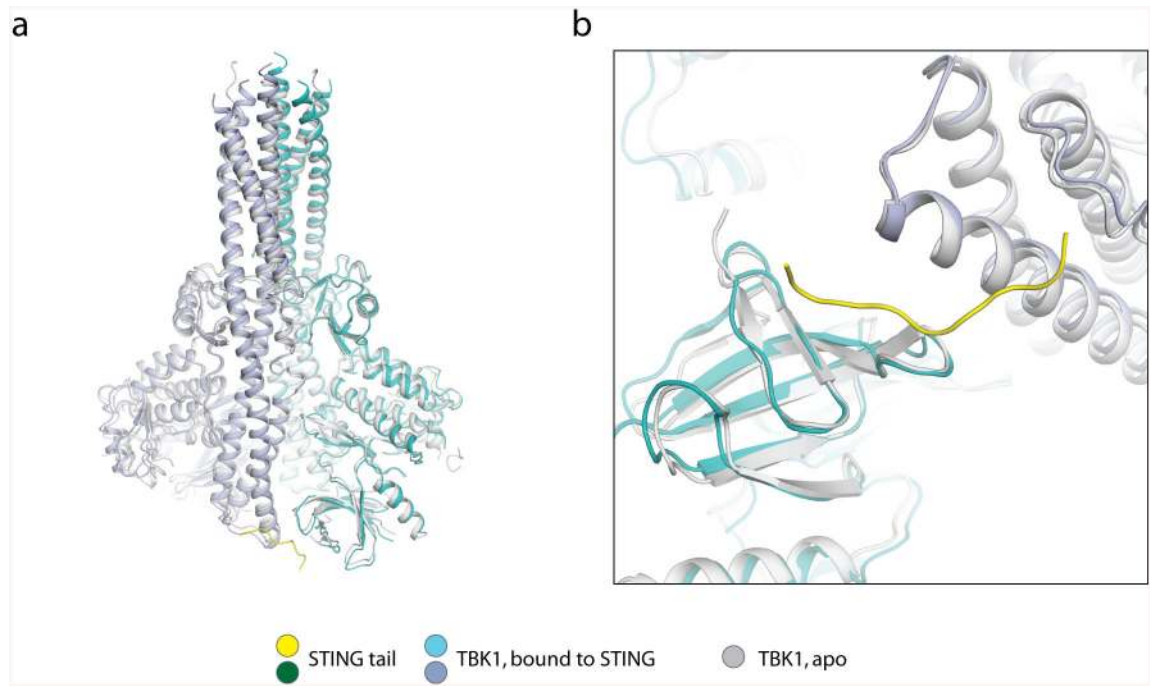 a
b
STING tail
TBK1, bound to STING
TBK1, apo